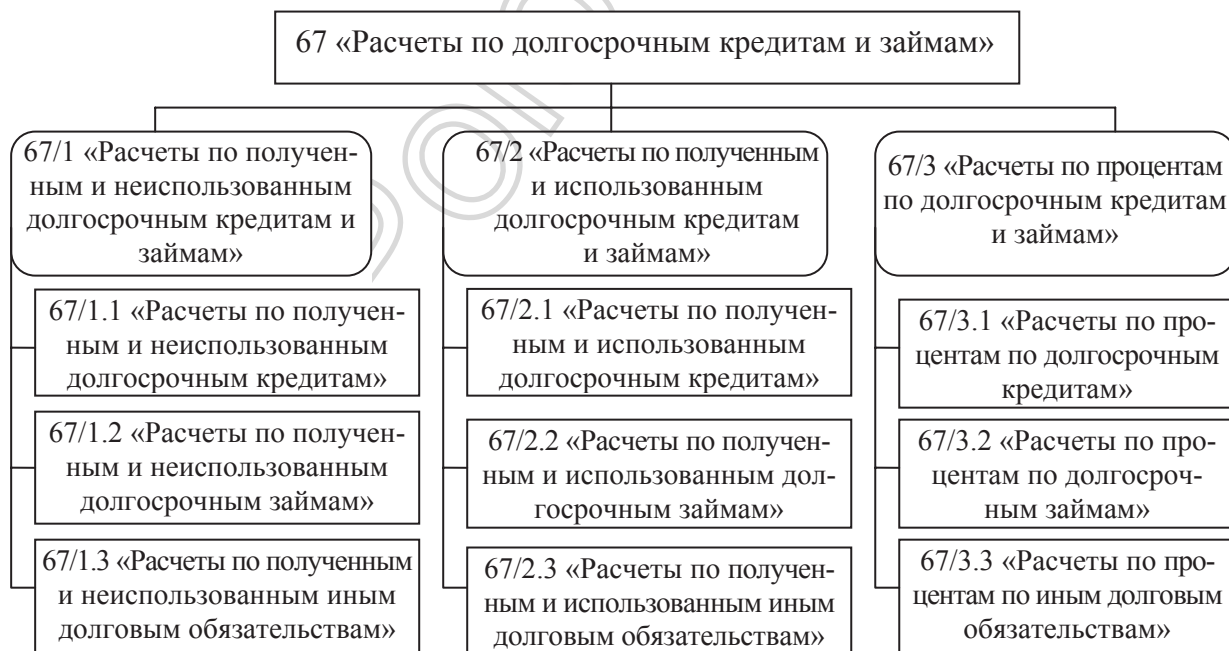 67 «Расчеты по долгосрочным кредитам и займам»
67/1 «Расчеты по получен-
ным и неиспользованным
долгосрочным кредитам и
займам»
67/1.1 «Расчеты по получен-
ным и неиспользованным
долгосрочным кредитам»
67/1.2 «Расчеты по получен-
ным и неиспользованным
долгосрочным займам»
67/1.3 «Расчеты по полученным
и неиспользованным иным
долговым обязательствам»
67/2 «Расчеты по полученным
и использованным
долгосрочным кредитам
и займам»
67/2.1 «Расчеты по получен-
ным и использованным
долгосрочным кредитам»
67/2.2 «Расчеты по получен-
ным и использованным дол-
госрочным займам»
67/2.3 «Расчеты по получен-
ным и использованным иным
долговым обязательствам»
67/3 «Расчеты по процентам
по долгосрочным кредитам
и займам»
67/3.1 «Расчеты по про-
центам по долгосрочным
кредитам»
67/3.2 «Расчеты по про-
центам по долгосроч-
ным займам»
67/3.3 «Расчеты по про-
центам по иным долговым
обязательствам»